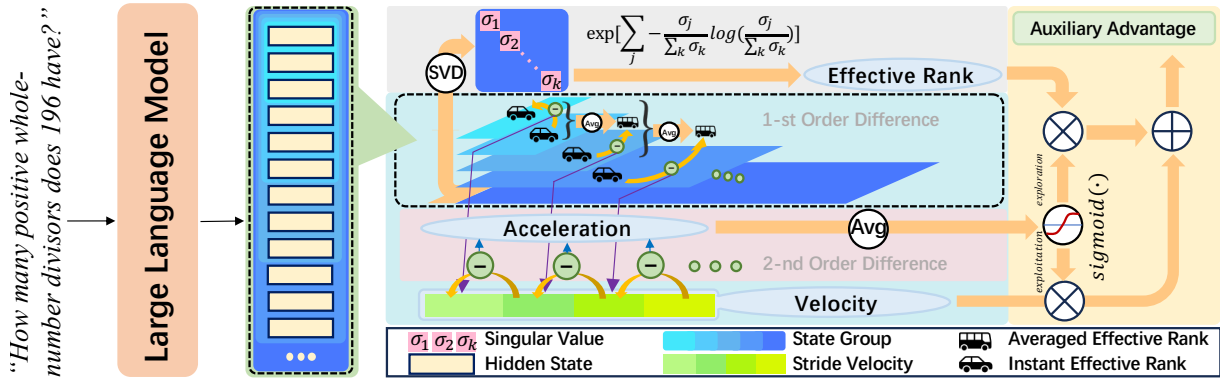 “How many positive whole-
number divisors does 196 have?”
Large Language Model
SVD
σ₁
σ₂
σₖ
exp[∑ⱼ − σⱼ/∑ₖ σₖ log(σⱼ/∑ₖ σₖ)]
Effective Rank
Auxiliary Advantage
1-st Order Difference
Avg
Avg
Acceleration
Avg
2-nd Order Difference
Velocity
exploration
exploitation
sigmoid(·)
σ₁ σ₂ σₖ Singular Value
Hidden State
State Group
Stride Velocity
Averaged Effective Rank
Instant Effective Rank